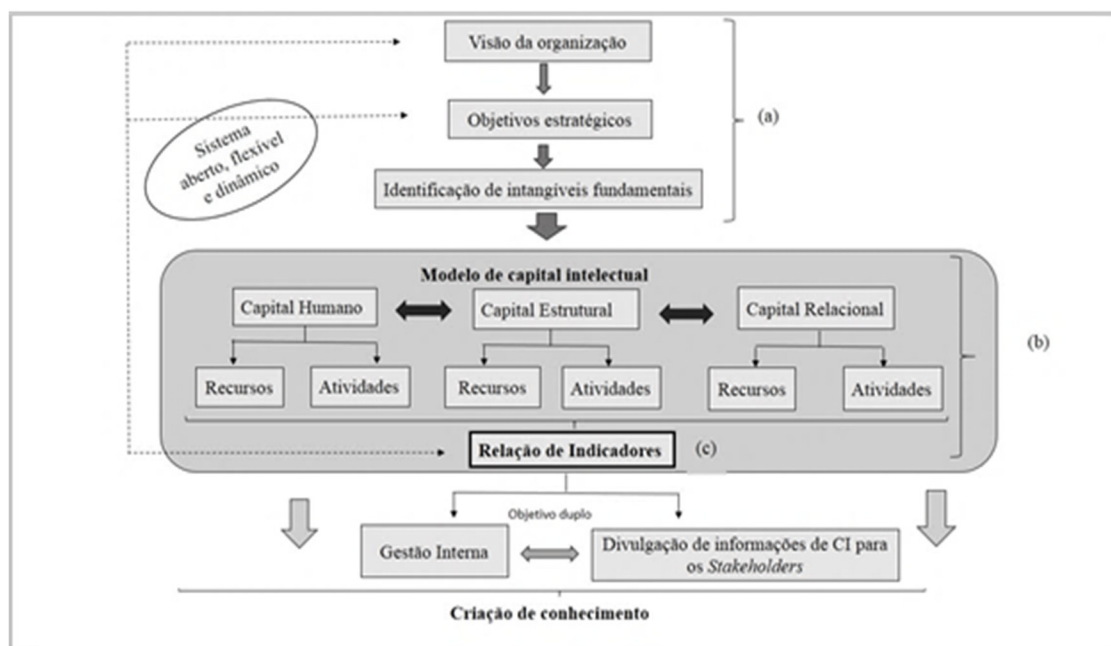 Visão da organização
(a)
Objetivos estratégicos
Sistema
aberto, flexível
e dinâmico
Identificação de intangíveis fundamentais
Modelo de capital intelectual
Capital Humano
Capital Estrutural
Capital Relacional
(b)
Recursos
Atividades
Recursos
Atividades
Recursos
Atividades
Relação de Indicadores
(c)
Objetivo duplo
Gestão Interna
Divulgação de informações de CI para
os Stakeholders
Criação de conhecimento